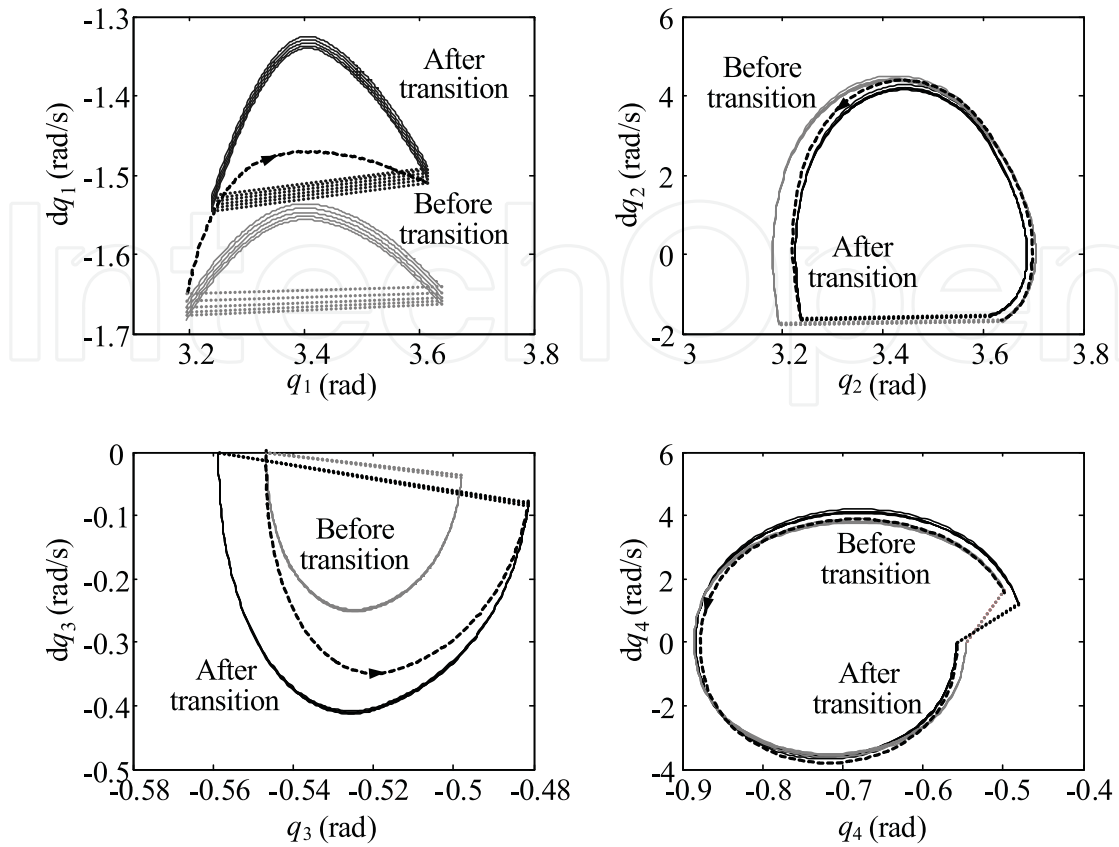 -1.3
-1.4
-1.5
-1.6
-1.7
dq1 (rad/s)
After
transition
Before
transition
3.2 3.4 3.6 3.8
q1 (rad)
6
4
2
0
-2
dq2 (rad/s)
Before
transition
After
transition
3 3.2 3.4 3.6 3.8
q2 (rad)
0
-0.1
-0.2
-0.3
-0.4
-0.5
dq3 (rad/s)
Before
transition
After
transition
-0.58 -0.56 -0.54 -0.52 -0.5 -0.48
q3 (rad)
6
4
2
0
-2
-4
dq4 (rad/s)
Before
transition
After
transition
-0.9 -0.8 -0.7 -0.6 -0.5 -0.4
q4 (rad)
IntechOpen